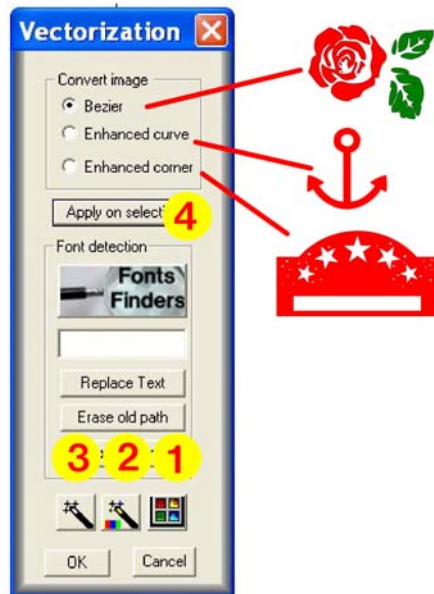 Vectorization
Convert image
Bezier
Enhanced curve
Enhanced corner
Apply on selecti
4
Font detection
Fonts
Finders
Replace Text
Erase old path
3 2 1
OK Cancel